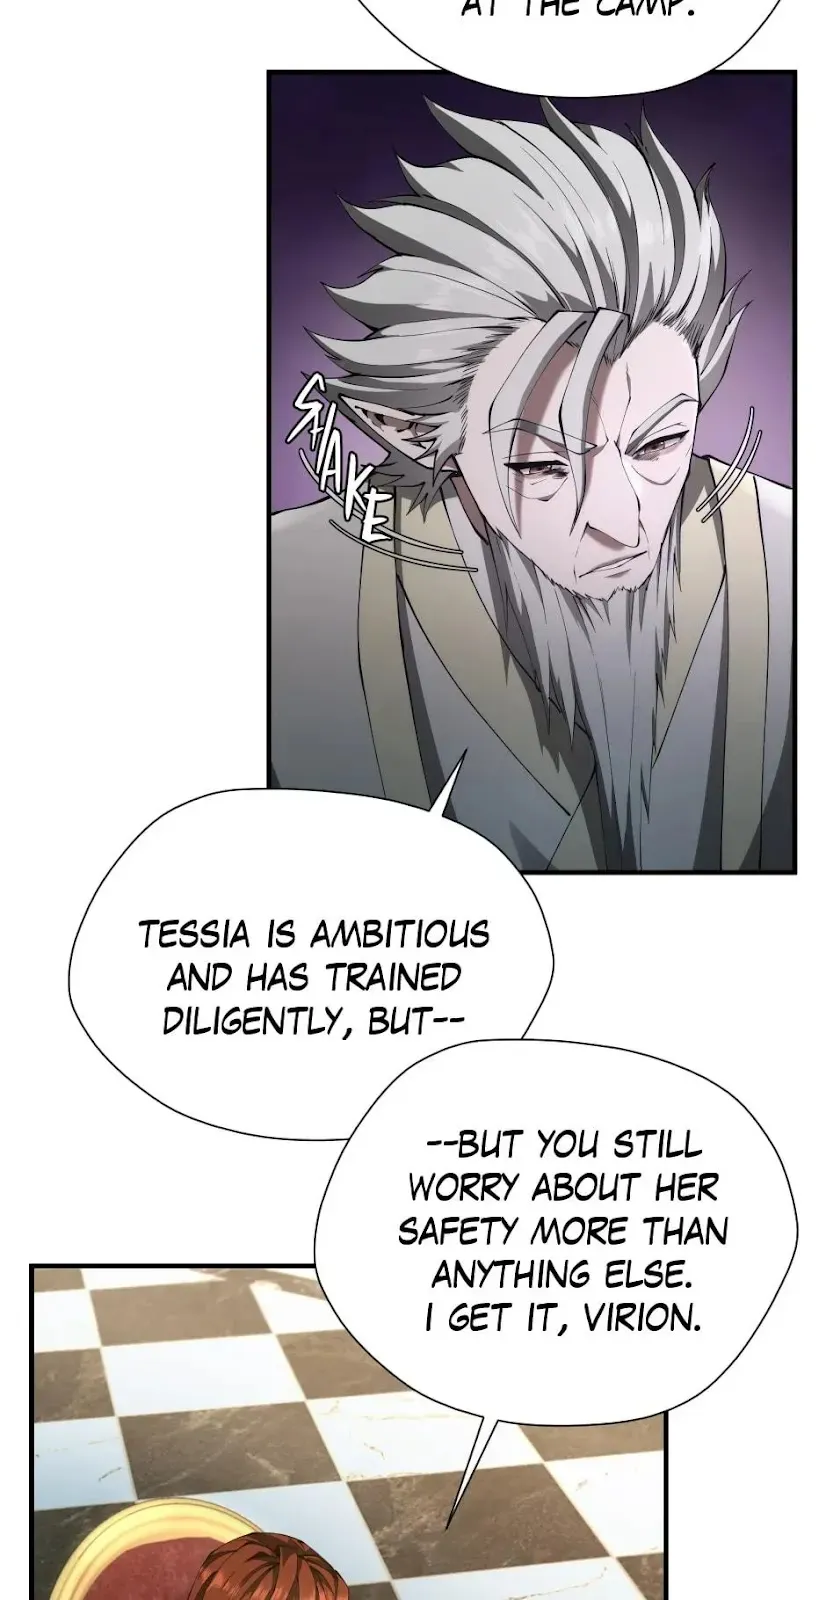 AT THE CAMP.
SHAKE
TESSIA IS AMBITIOUS
AND HAS TRAINED
DILIGENTLY, BUT--
--BUT YOU STILL
WORRY ABOUT HER
SAFETY MORE THAN
ANYTHING ELSE.
I GET IT, VIRION.